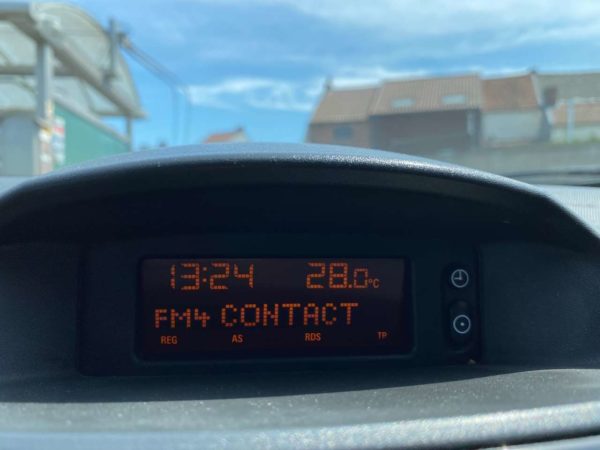 13:24 28.0°C
FM4 CONTACT
REG AS RDS TP